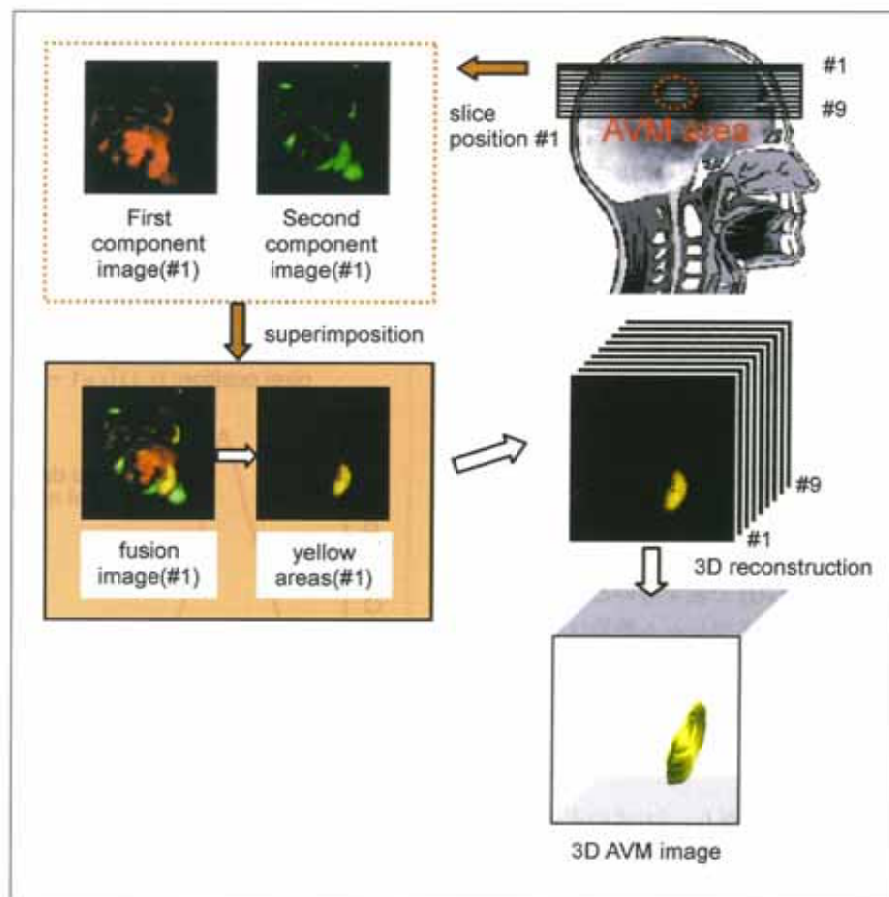 #1
#9
AVM area
slice
position #1
First
component
image(#1)
Second
component
image(#1)
superimposition
fusion
image(#1)
yellow
areas(#1)
#9
#1
3D reconstruction
3D AVM image